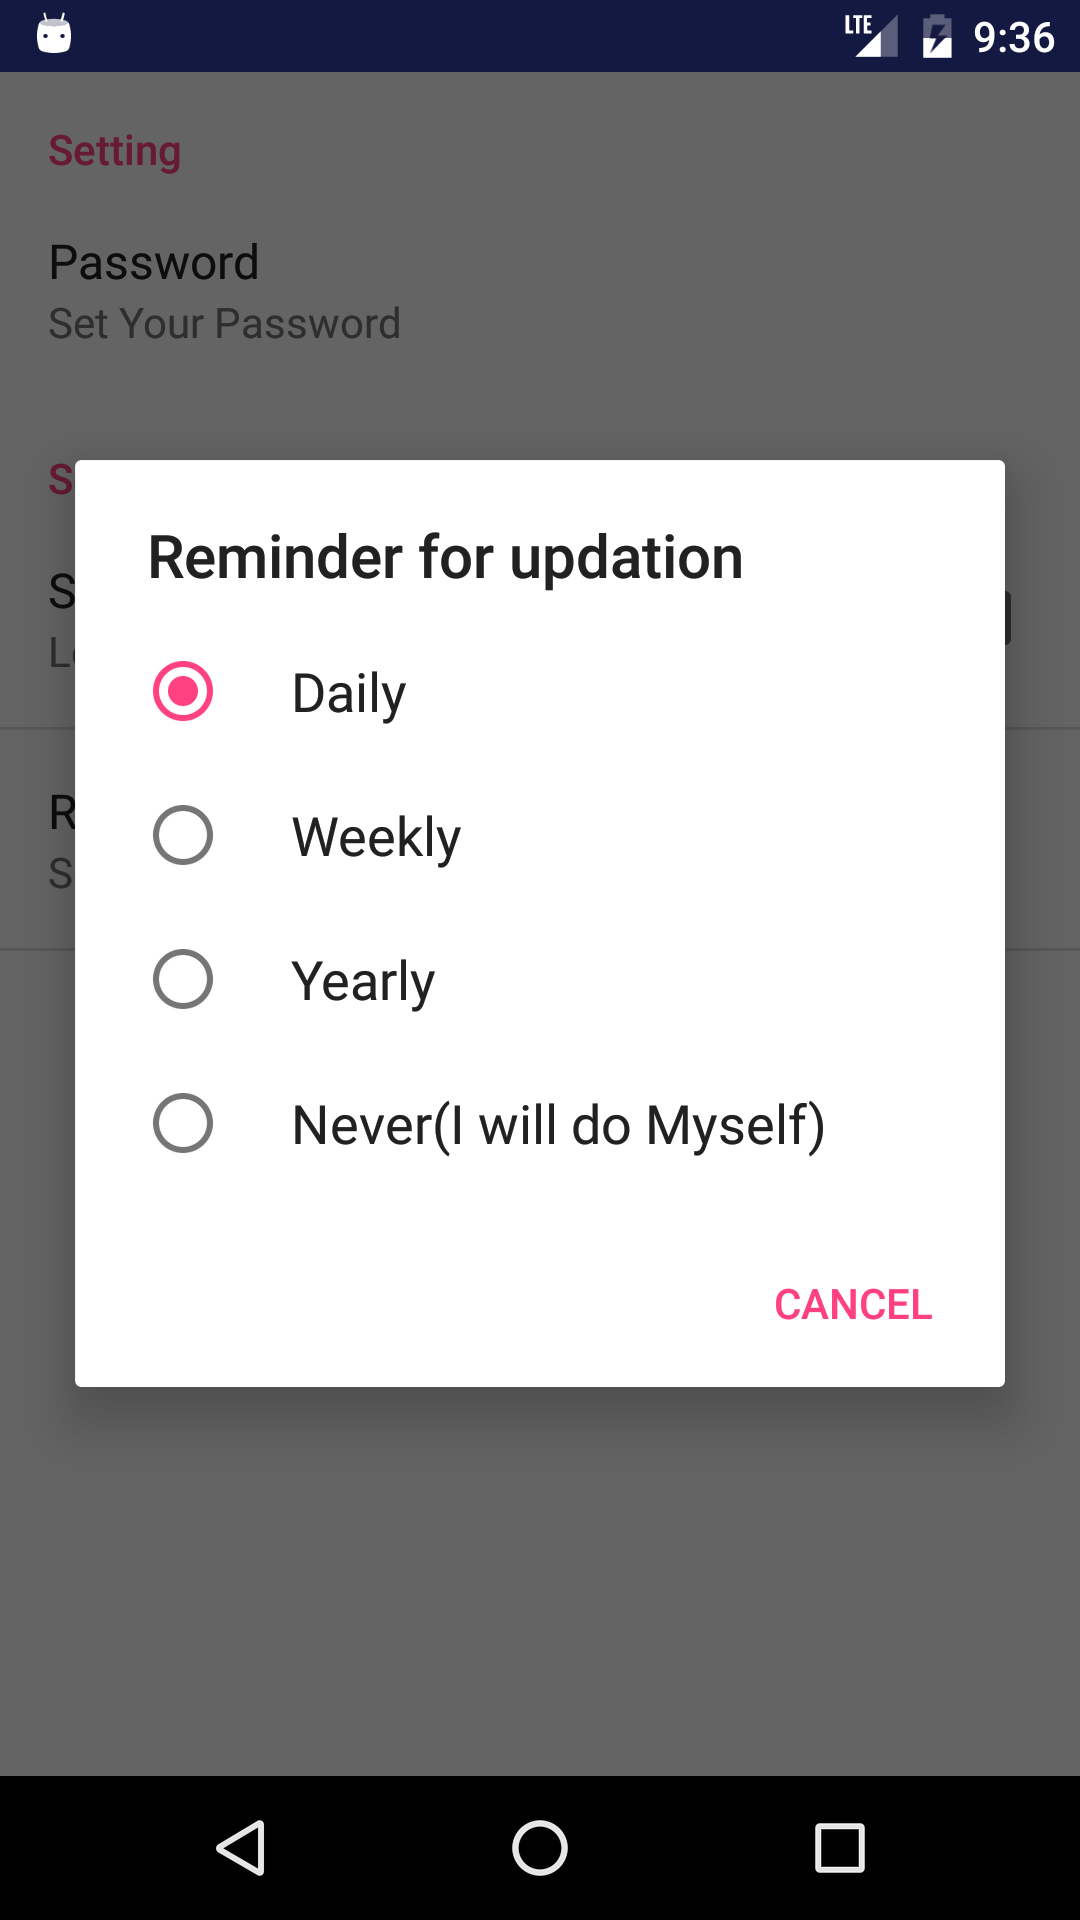 LTE 9:36
Setting
Password
Set Your Password
Reminder for updation
Daily
Weekly
Yearly
Never(I will do Myself)
CANCEL